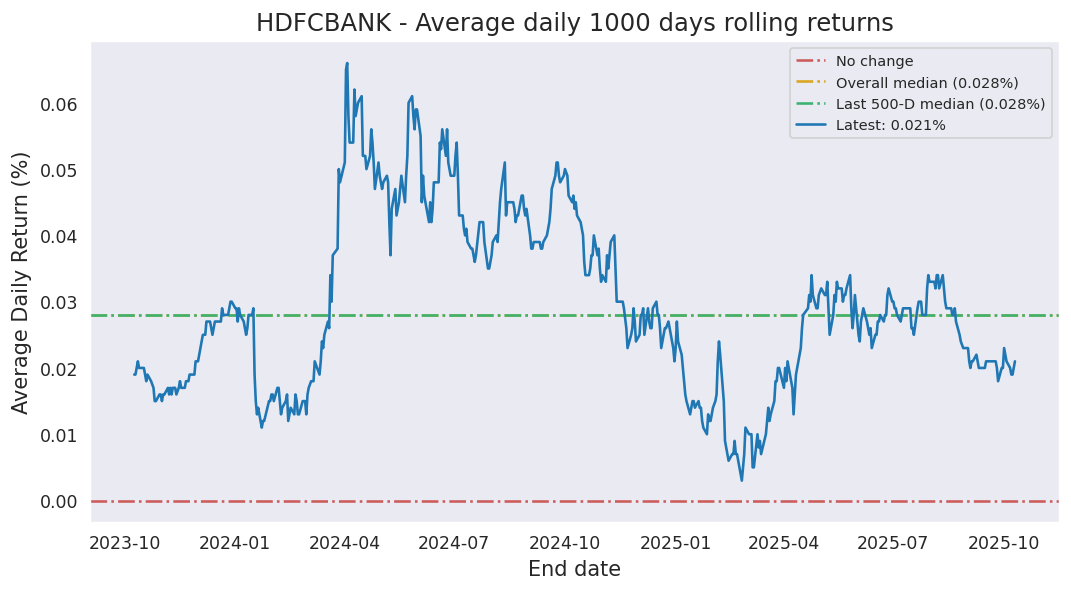 HDFCBANK - Average daily 1000 days rolling returns
No change
Overall median (0.028%)
Last 500-D median (0.028%)
Latest: 0.021%
Average Daily Return (%)
0.06
0.05
0.04
0.03
0.02
0.01
0.00
2023-10 2024-01 2024-04 2024-07 2024-10 2025-01 2025-04 2025-07 2025-10
End date